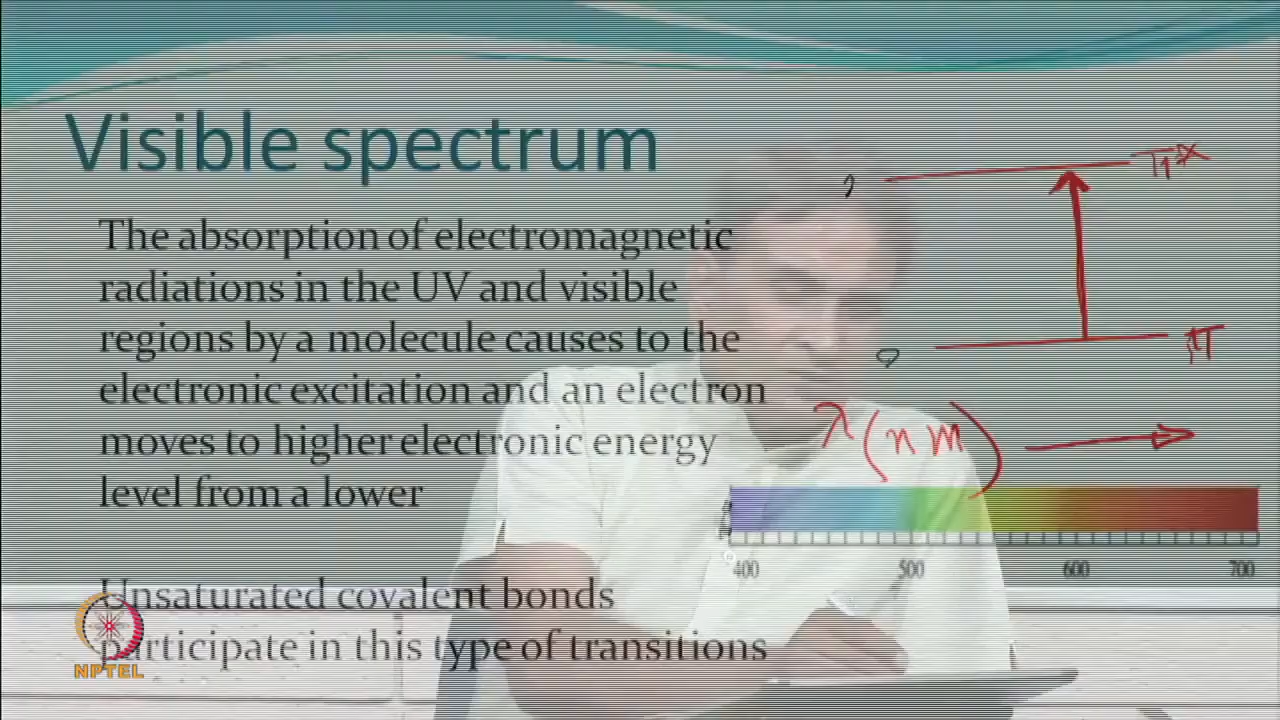 Visible spectrum
The absorption of electromagnetic
radiations in the UV and visible
regions by a molecule causes to the
electronic excitation and an electron
moves to higher electronic energy
level from a lower
Unsaturated covalent bonds
participate in this type of transitions
π*
π
λ (nm)
400 500 600 700
NPTEL